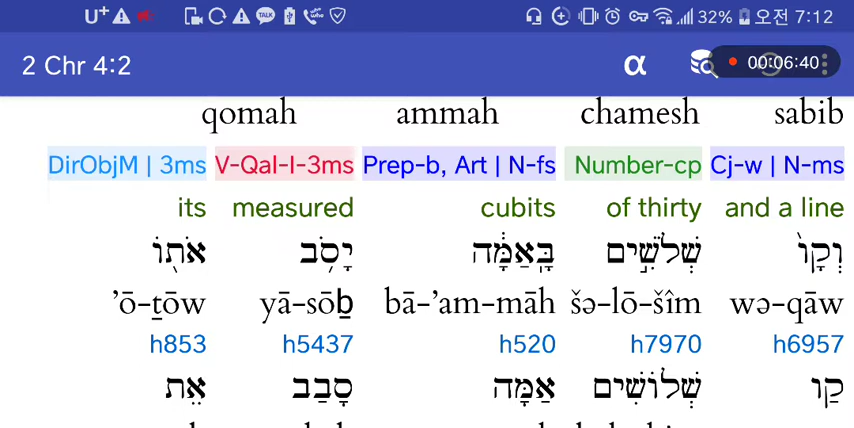 U+ TALK 32% 오전 7:12
2 Chr 4:2 α 00:06:40
qomah ammah chamesh sabib
DirObjM | 3ms V-Qal-I-3ms Prep-b, Art | N-fs Number-cp Cj-w | N-ms
its measured cubits of thirty and a line
וְקָו֙ שְׁלֹשִׁ֣ים בָּֽאַמָּ֔ה יָסֹ֥ב אֹת֖וֹ
’ō-ṯōw yā-sōḇ bā-’am-māh šə-lō-šîm wə-qāw
h853 h5437 h520 h7970 h6957
קַו שְׁלוֹשִׁים אַמָּה סָבַב אֵת